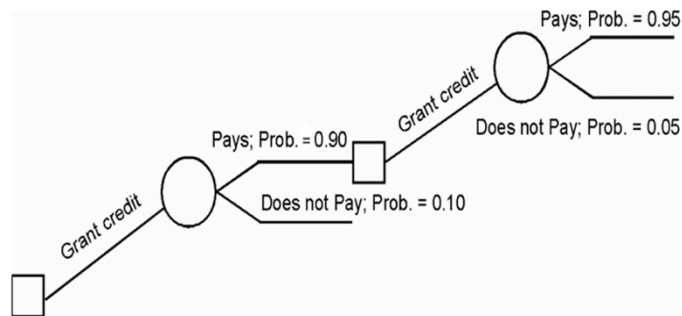 Pays; Prob. = 0.95
Grant credit
Does not Pay; Prob. = 0.05
Pays; Prob. = 0.90
Does not Pay; Prob. = 0.10
Grant credit